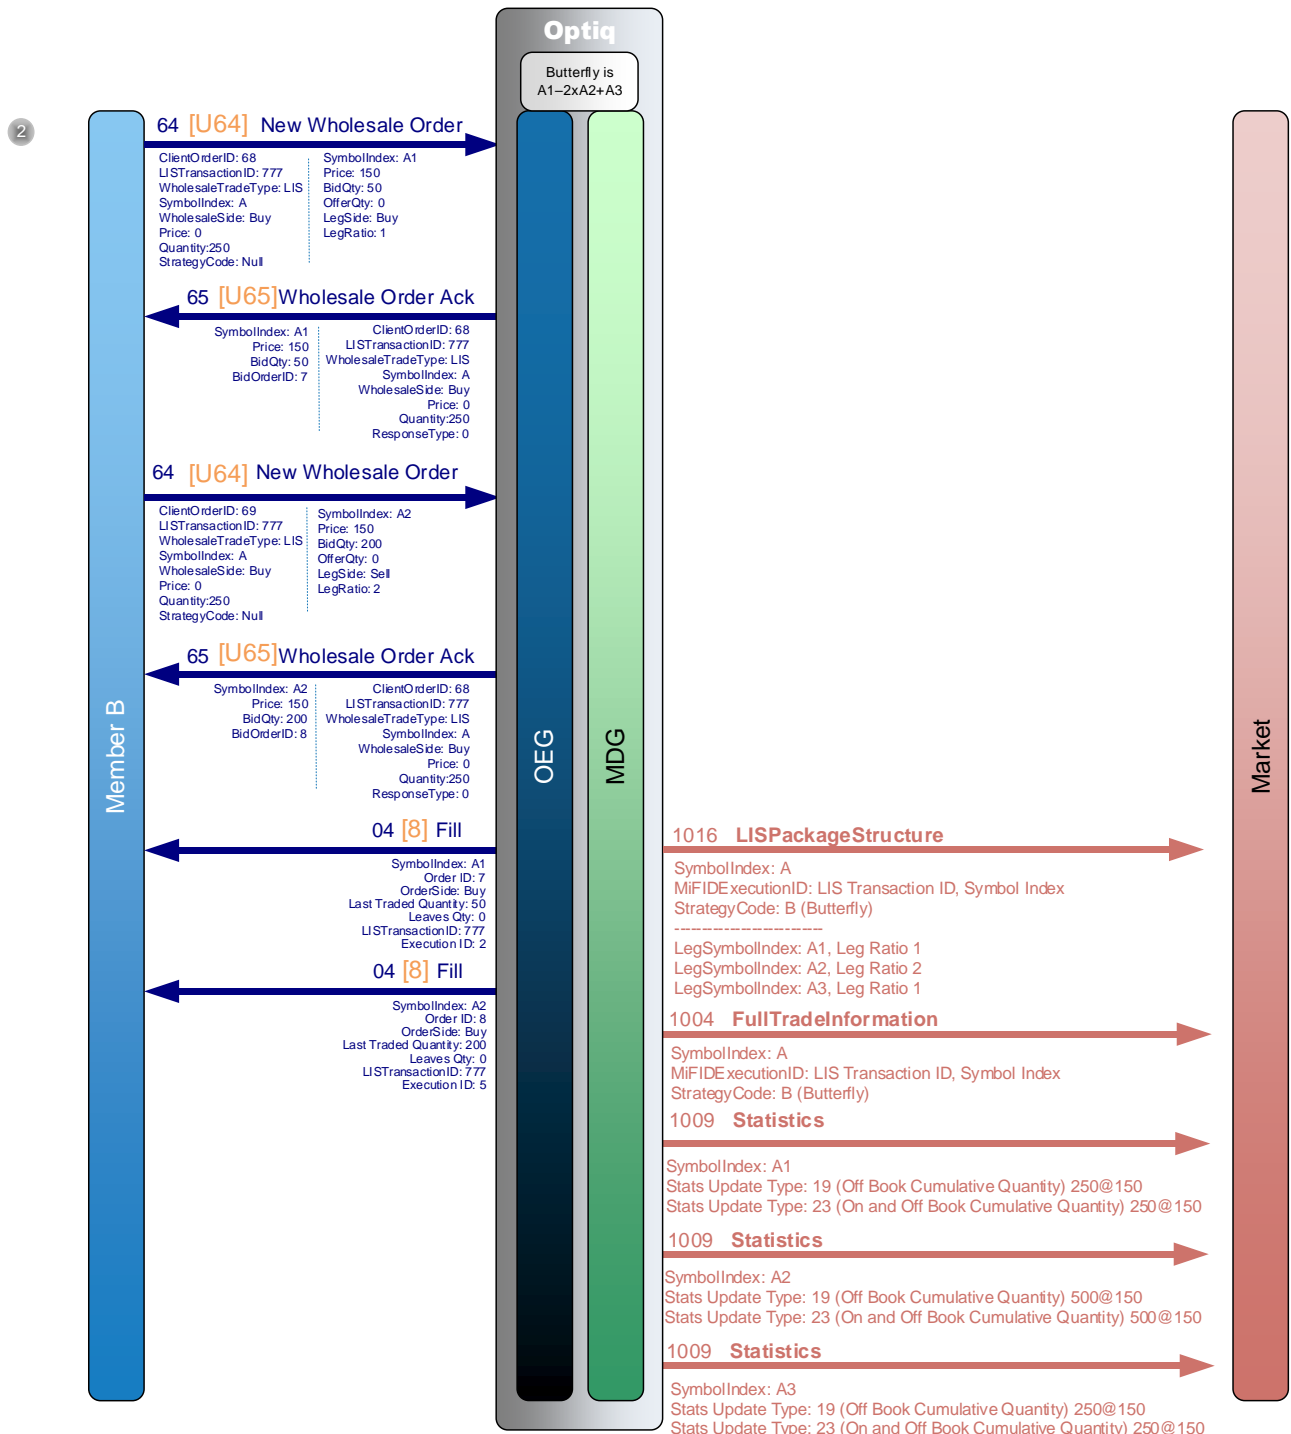 Optiq
Butterfly is
A1–2xA2+A3
2
64 [U64] New Wholesale Order
ClientOrderID: 68
LISTransactionID: 777
WholesaleTradeType: LIS
SymbolIndex: A
WholesaleSide: Buy
Price: 0
Quantity:250
StrategyCode: Null
SymbolIndex: A1
Price: 150
BidQty: 50
OfferQty: 0
LegSide: Buy
LegRatio: 1
65 [U65]Wholesale Order Ack
SymbolIndex: A1
Price: 150
BidQty: 50
BidOrderID: 7
ClientOrderID: 68
LISTransactionID: 777
WholesaleTradeType: LIS
SymbolIndex: A
WholesaleSide: Buy
Price: 0
Quantity:250
ResponseType: 0
64 [U64] New Wholesale Order
ClientOrderID: 69
LISTransactionID: 777
WholesaleTradeType: LIS
SymbolIndex: A
WholesaleSide: Buy
Price: 0
Quantity:250
StrategyCode: Null
SymbolIndex: A2
Price: 150
BidQty: 200
OfferQty: 0
LegSide: Sell
LegRatio: 2
65 [U65]Wholesale Order Ack
SymbolIndex: A2
Price: 150
BidQty: 200
BidOrderID: 8
ClientOrderID: 68
LISTransactionID: 777
WholesaleTradeType: LIS
SymbolIndex: A
WholesaleSide: Buy
Price: 0
Quantity:250
ResponseType: 0
Member B
OEG
MDG
Market
04 [8] Fill
SymbolIndex: A1
Order ID: 7
OrderSide: Buy
Last Traded Quantity: 50
Leaves Qty: 0
LISTransactionID: 777
Execution ID: 2
04 [8] Fill
SymbolIndex: A2
Order ID: 8
OrderSide: Buy
Last Traded Quantity: 200
Leaves Qty: 0
LISTransactionID: 777
Execution ID: 5
1016 LISPackageStructure
SymbolIndex: A
MiFIDExecutionID: LIS Transaction ID, Symbol Index
StrategyCode: B (Butterfly)
---------------------------
LegSymbolIndex: A1, Leg Ratio 1
LegSymbolIndex: A2, Leg Ratio 2
LegSymbolIndex: A3, Leg Ratio 1
1004 FullTradeInformation
SymbolIndex: A
MiFIDExecutionID: LIS Transaction ID, Symbol Index
StrategyCode: B (Butterfly)
1009 Statistics
SymbolIndex: A1
Stats Update Type: 19 (Off Book Cumulative Quantity) 250@150
Stats Update Type: 23 (On and Off Book Cumulative Quantity) 250@150
1009 Statistics
SymbolIndex: A2
Stats Update Type: 19 (Off Book Cumulative Quantity) 500@150
Stats Update Type: 23 (On and Off Book Cumulative Quantity) 500@150
1009 Statistics
SymbolIndex: A3
Stats Update Type: 19 (Off Book Cumulative Quantity) 250@150
Stats Update Type: 23 (On and Off Book Cumulative Quantity) 250@150